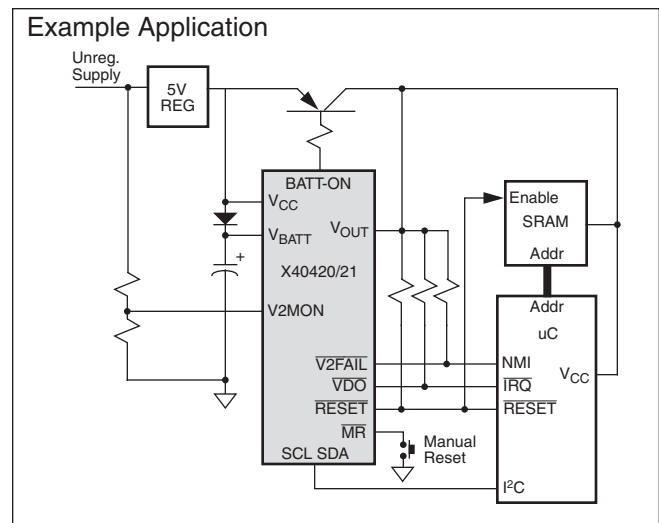 Example Application
Unreg.
Supply
5V
REG
BATT-ON
VCC
VBATT
VOUT
X40420/21
V2MON
V2FAIL
VDO
RESET
MR
SCL SDA
+
Manual
Reset
Enable
SRAM
Addr
Addr
uC
NMI
IRQ
RESET
VCC
I²C